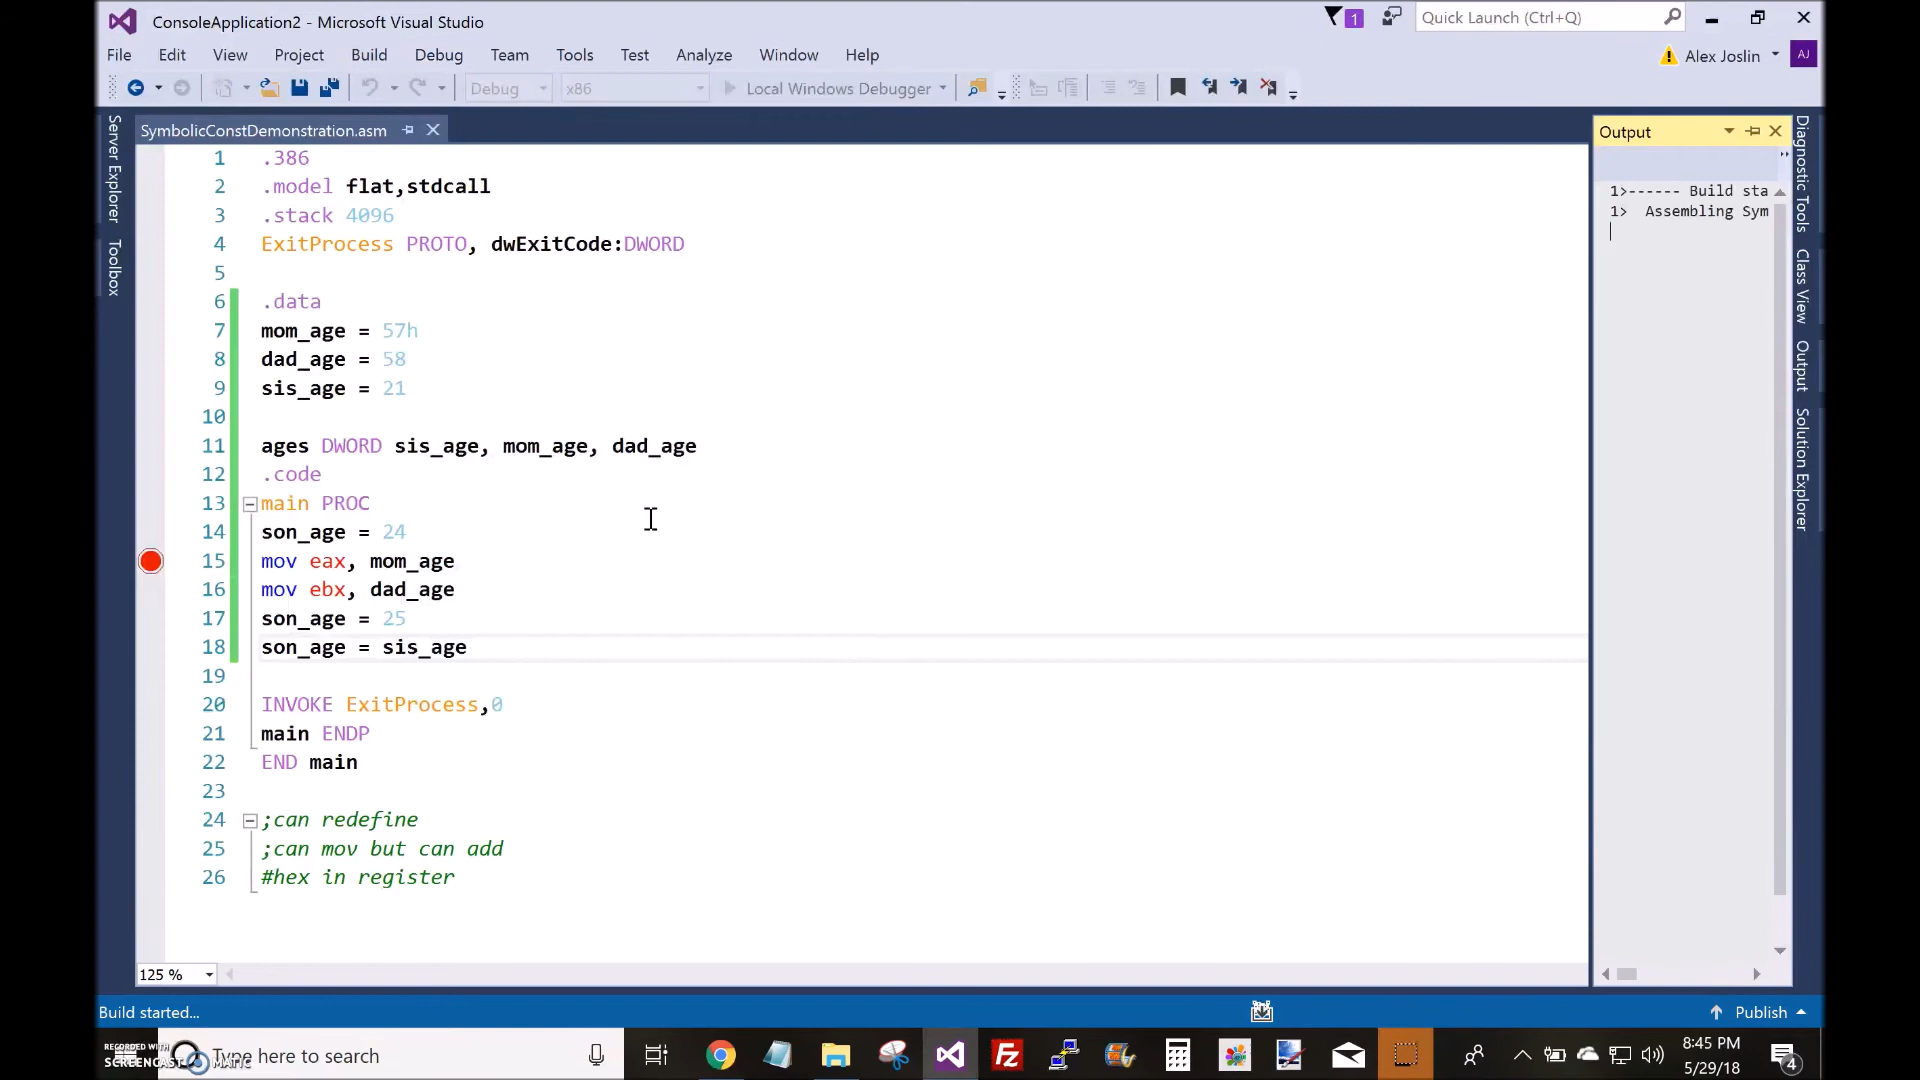 ConsoleApplication2 - Microsoft Visual Studio
1
Quick Launch (Ctrl+Q)
File Edit View Project Build Debug Team Tools Test Analyze Window Help
Alex Joslin
AJ
Debug x86 Local Windows Debugger
Server Explorer
Toolbox
SymbolicConstDemonstration.asm
1 .386
2 .model flat,stdcall
3 .stack 4096
4 ExitProcess PROTO, dwExitCode:DWORD
5
6 .data
7 mom_age = 57h
8 dad_age = 58
9 sis_age = 21
10
11 ages DWORD sis_age, mom_age, dad_age
12 .code
13 main PROC
14 son_age = 24
15 mov eax, mom_age
16 mov ebx, dad_age
17 son_age = 25
18 son_age = sis_age
19
20 INVOKE ExitProcess,0
21 main ENDP
22 END main
23
24 ;can redefine
25 ;can mov but can add
26 #hex in register
125 %
Output
1>------ Build sta
1> Assembling Sym
Diagnostic Tools
Class View
Output
Solution Explorer
Build started...
Publish
RECORDED WITH
SCREENCAST MATIC
Type here to search
8:45 PM
5/29/18
4